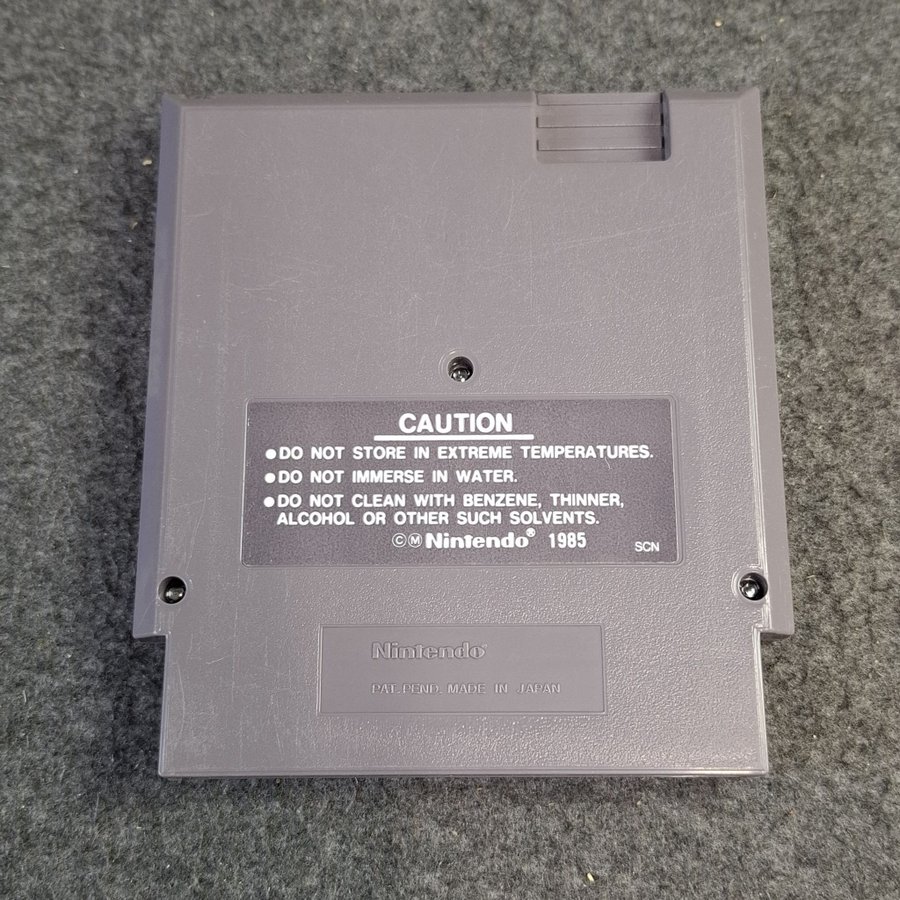 CAUTION
●DO NOT STORE IN EXTREME TEMPERATURES.
●DO NOT IMMERSE IN WATER.
●DO NOT CLEAN WITH BENZENE, THINNER,
ALCOHOL OR OTHER SUCH SOLVENTS.
ⒸⓂNintendo® 1985
SCN
Nintendo®
PAT. PEND. MADE IN JAPAN